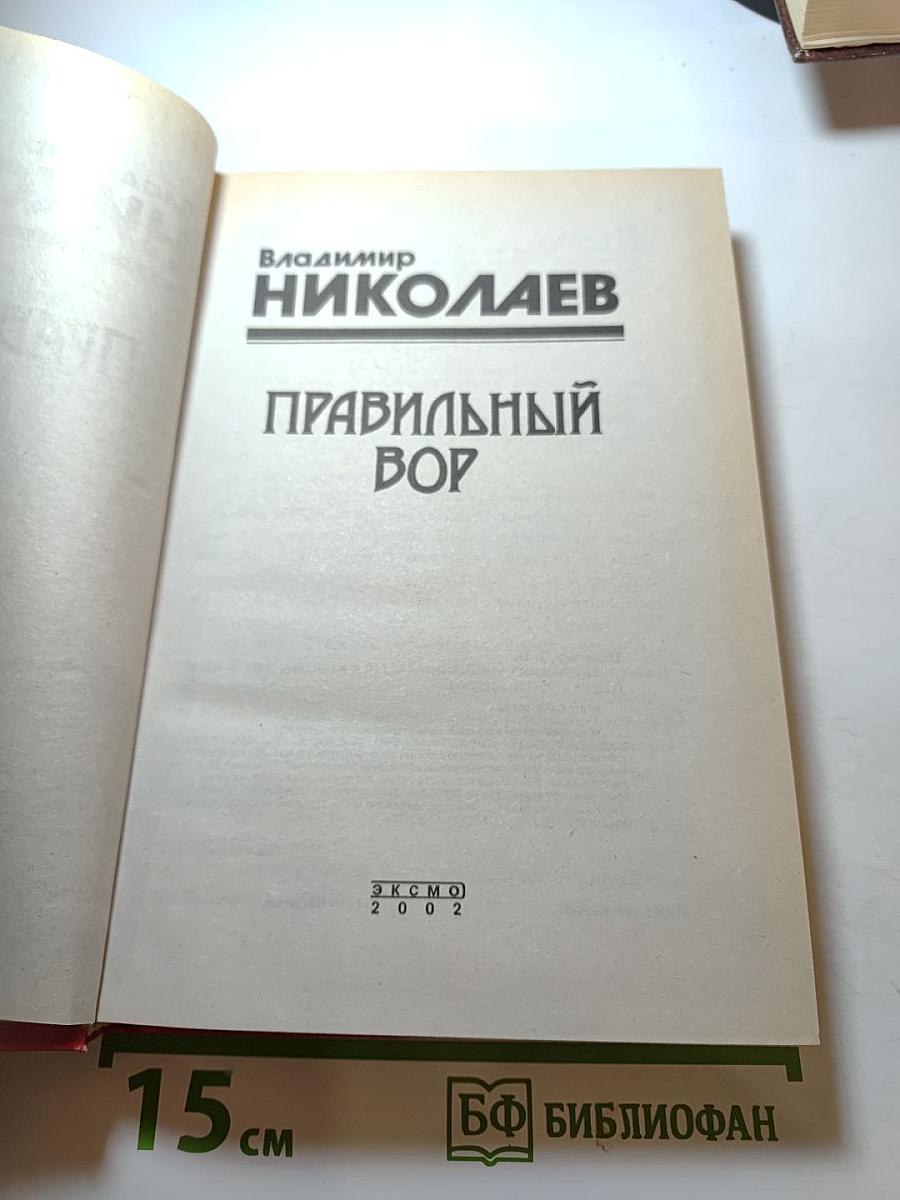 Владимир
НИКОЛАЕВ
ПРАВИЛЬНЫЙ
ВОР
ЭКСМО
2002
15 см
БФ БИБЛИОФАН